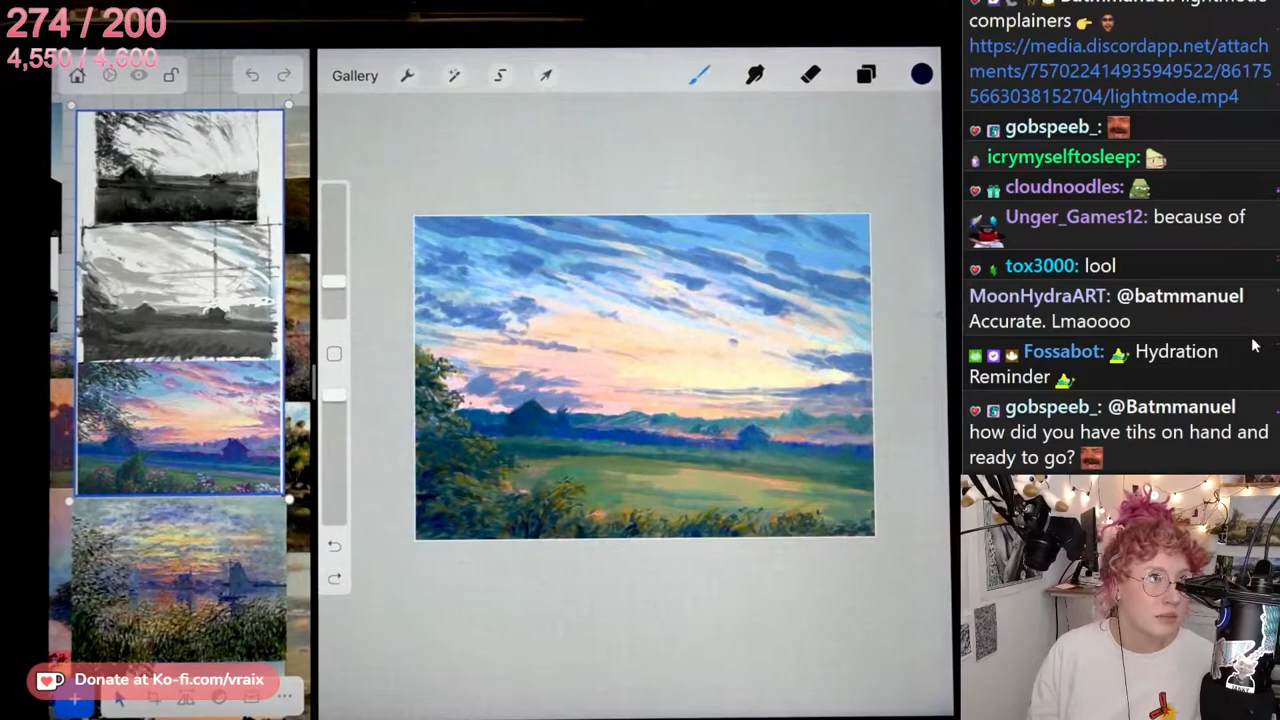 274 / 200
4,550 / 4,600
Gallery
complainers
https://media.discordapp.net/attach
ments/757022414935949522/86175
5663038152704/lightmode.mp4
gobspeeb_:
icrymyselftosleep:
cloudnoodles:
Unger_Games12: because of
tox3000: lool
MoonHydraART: @batmmanuel
Accurate. Lmaoooo
Fossabot: Hydration
Reminder
gobspeeb_: @Batmmanuel
how did you have tihs on hand and
ready to go?
Donate at Ko-fi.com/vraix